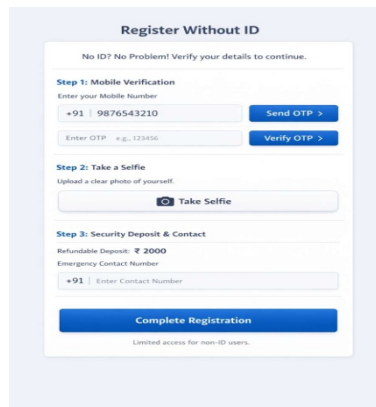 Register Without ID
No ID? No Problem! Verify your details to continue.
Step 1: Mobile Verification
Enter your Mobile Number
+91 9876543210
Send OTP >
Enter OTP e.g., 123456
Verify OTP >
Step 2: Take a Selfie
Upload a clear photo of yourself.
Take Selfie
Step 3: Security Deposit & Contact
Refundable Deposit: ₹ 2000
Emergency Contact Number
+91 Enter Contact Number
Complete Registration
Limited access for non-ID users.